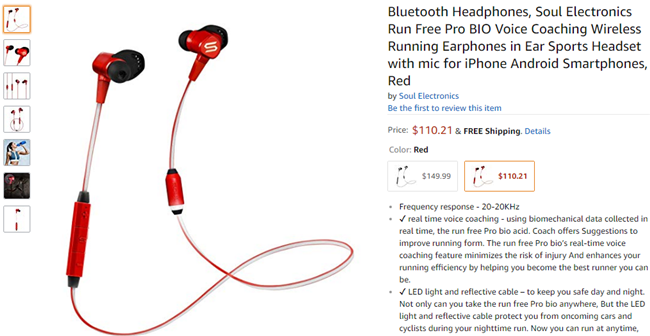 Bluetooth Headphones, Soul Electronics
Run Free Pro BIO Voice Coaching Wireless
Running Earphones in Ear Sports Headset
with mic for iPhone Android Smartphones,
Red
by Soul Electronics
Be the first to review this item
Price: $110.21 & FREE Shipping. Details
Color: Red
$149.99 $110.21
• Frequency response - 20-20KHz
• ✓ real time voice coaching - using biomechanical data collected in
real time, the run free Pro bio acid. Coach offers Suggestions to
improve running form. The run free Pro bio's real-time voice
coaching feature minimizes the risk of injury And enhances your
running efficiency by helping you become the best runner you can
be.
• ✓ LED light and reflective cable – to keep you safe day and night.
Not only can you take the run free Pro bio anywhere, But the LED
light and reflective cable protect you from oncoming cars and
cyclists during your nighttime run. Now you can run at anytime,